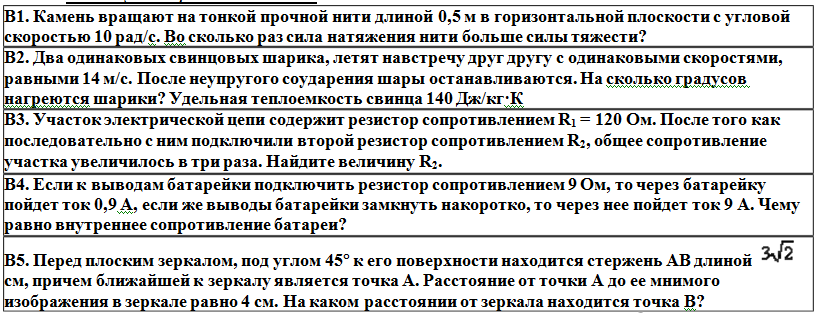 В1. Камень вращают на тонкой прочной нити длиной 0,5 м в горизонтальной плоскости с угловой
скоростью 10 рад/с. Во сколько раз сила натяжения нити больше силы тяжести?
В2. Два одинаковых свинцовых шарика, летят навстречу друг другу с одинаковыми скоростями,
равными 14 м/с. После неупругого соударения шары останавливаются. На сколько градусов
нагреются шарики? Удельная теплоемкость свинца 140 Дж/кг·К
В3. Участок электрической цепи содержит резистор сопротивлением R₁ = 120 Ом. После того как
последовательно с ним подключили второй резистор сопротивлением R₂, общее сопротивление
участка увеличилось в три раза. Найдите величину R₂.
В4. Если к выводам батарейки подключить резистор сопротивлением 9 Ом, то через батарейку
пойдет ток 0,9 А, если же выводы батарейки замкнуть накоротко, то через нее пойдет ток 9 А. Чему
равно внутреннее сопротивление батареи?
В5. Перед плоским зеркалом, под углом 45° к его поверхности находится стержень АВ длиной 3√2
см, причем ближайшей к зеркалу является точка А. Расстояние от точки А до ее мнимого
изображения в зеркале равно 4 см. На каком расстоянии от зеркала находится точка В?